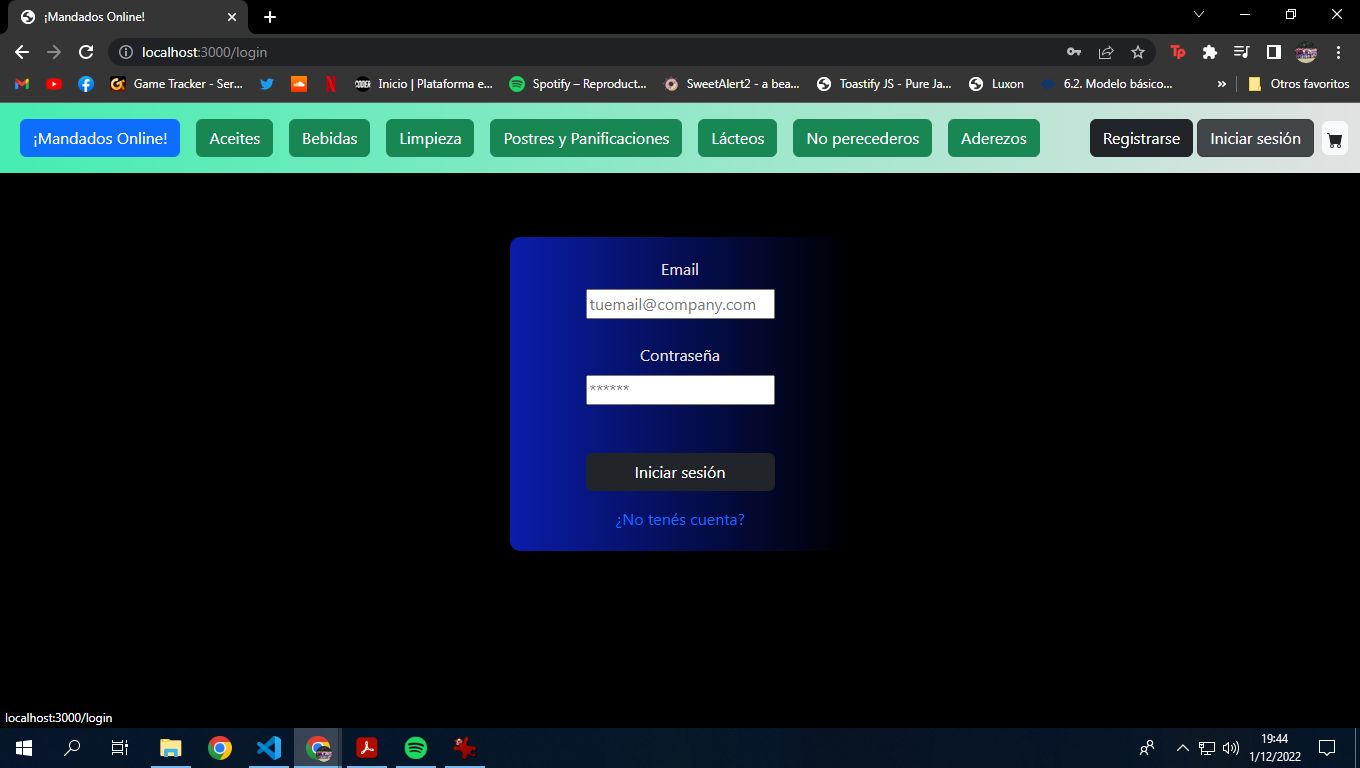 ¡Mandados Online!
localhost:3000/login
Tp
Game Tracker - Ser...
CODER
Inicio | Plataforma e...
Spotify – Reproduct...
SweetAlert2 - a bea...
Toastify JS - Pure Ja...
Luxon
6.2. Modelo básico...
»
Otros favoritos
¡Mandados Online!
Aceites
Bebidas
Limpieza
Postres y Panificaciones
Lácteos
No perecederos
Aderezos
Registrarse
Iniciar sesión
Email
tuemail@company.com
Contraseña
******
Iniciar sesión
¿No tenés cuenta?
localhost:3000/login
19:44
1/12/2022